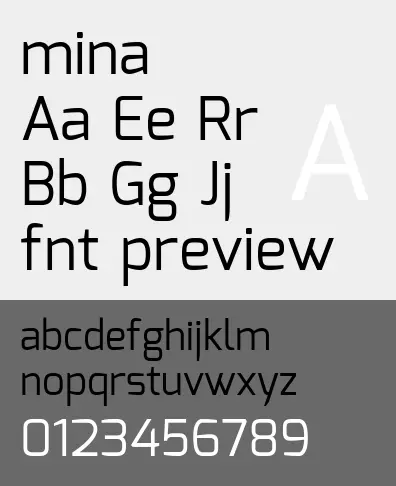 mina
Aa Ee Rr
A
Bb Gg Jj
fnt preview
abcdefghijklm
nopqrstuvwxyz
0123456789